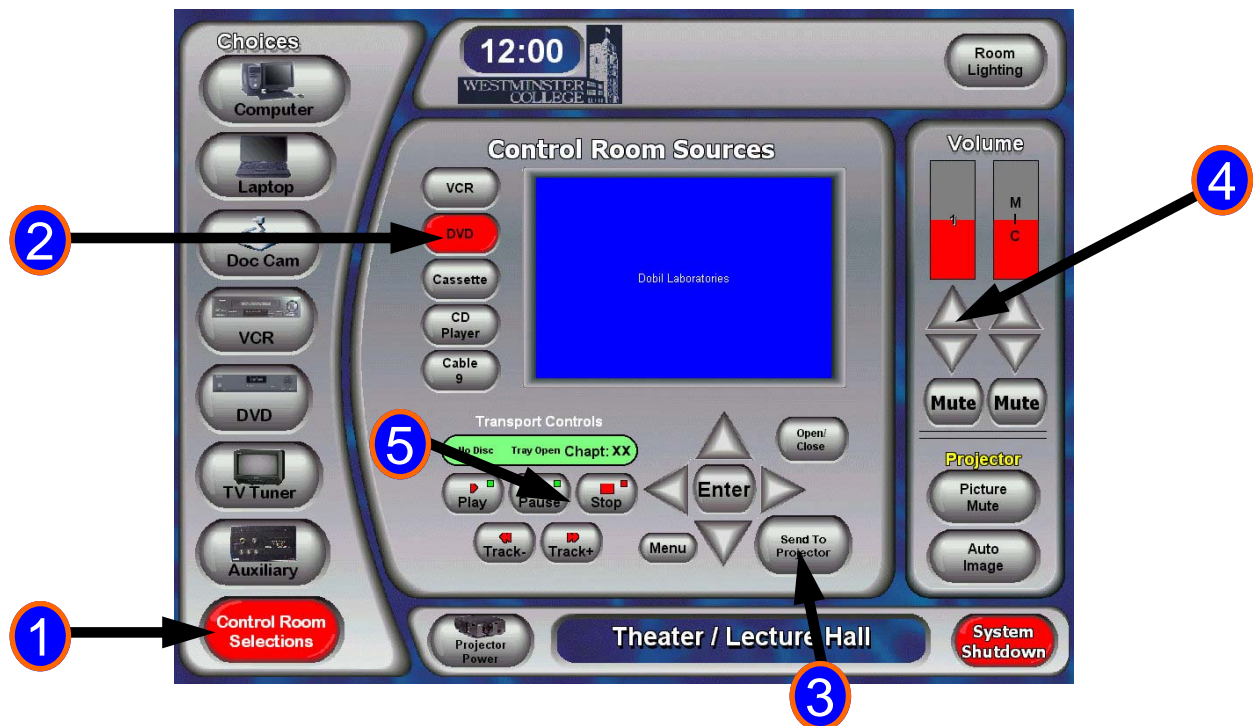 Choices
Computer
Laptop
Doc Cam
VCR
DVD
TV Tuner
Auxiliary
Control Room
Selections
12:00
WESTMINSTER
COLLEGE
Room
Lighting
Control Room Sources
VCR
DVD
Cassette
CD
Player
Cable
9
Dobil Laboratories
Transport Controls
No Disc Tray Open Chapt: XX
Play
Pause
Stop
Track-
Track+
Enter
Menu
Open/
Close
Send To
Projector
Volume
1
M
I
C
Mute
Mute
Projector
Picture
Mute
Auto
Image
Projector
Power
Theater / Lecture Hall
System
Shutdown
1
2
3
4
5